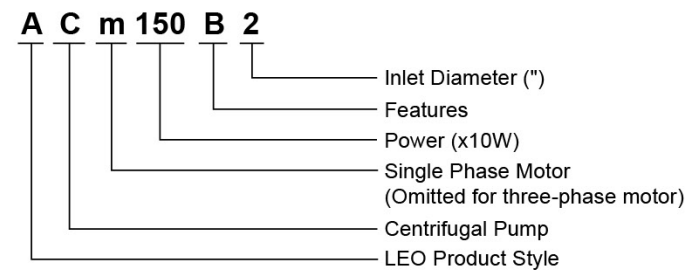 A C m 150 B 2
Inlet Diameter (")
Features
Power (x10W)
Single Phase Motor
(Omitted for three-phase motor)
Centrifugal Pump
LEO Product Style